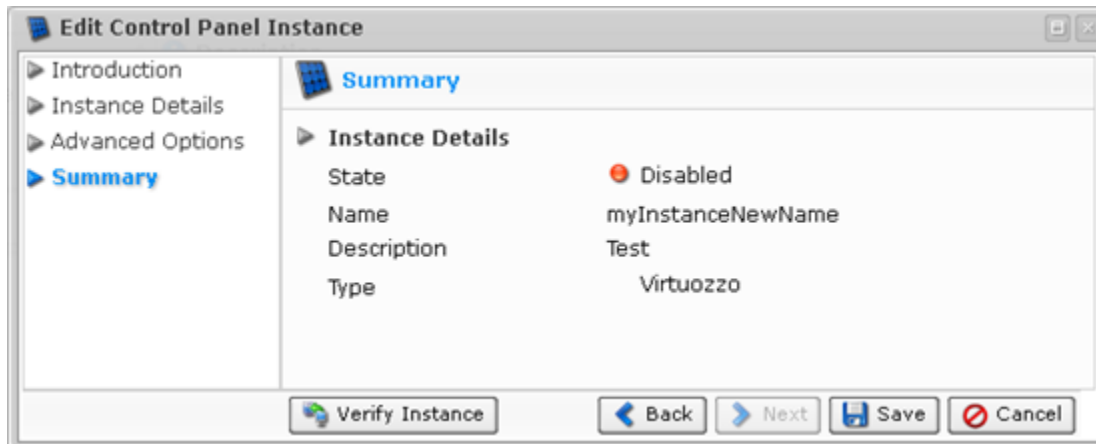 Edit Control Panel Instance
Introduction
Instance Details
Advanced Options
Summary
Summary
Instance Details
State Disabled
Name myInstanceNewName
Description Test
Type Virtuozzo
Verify Instance Back Next Save Cancel